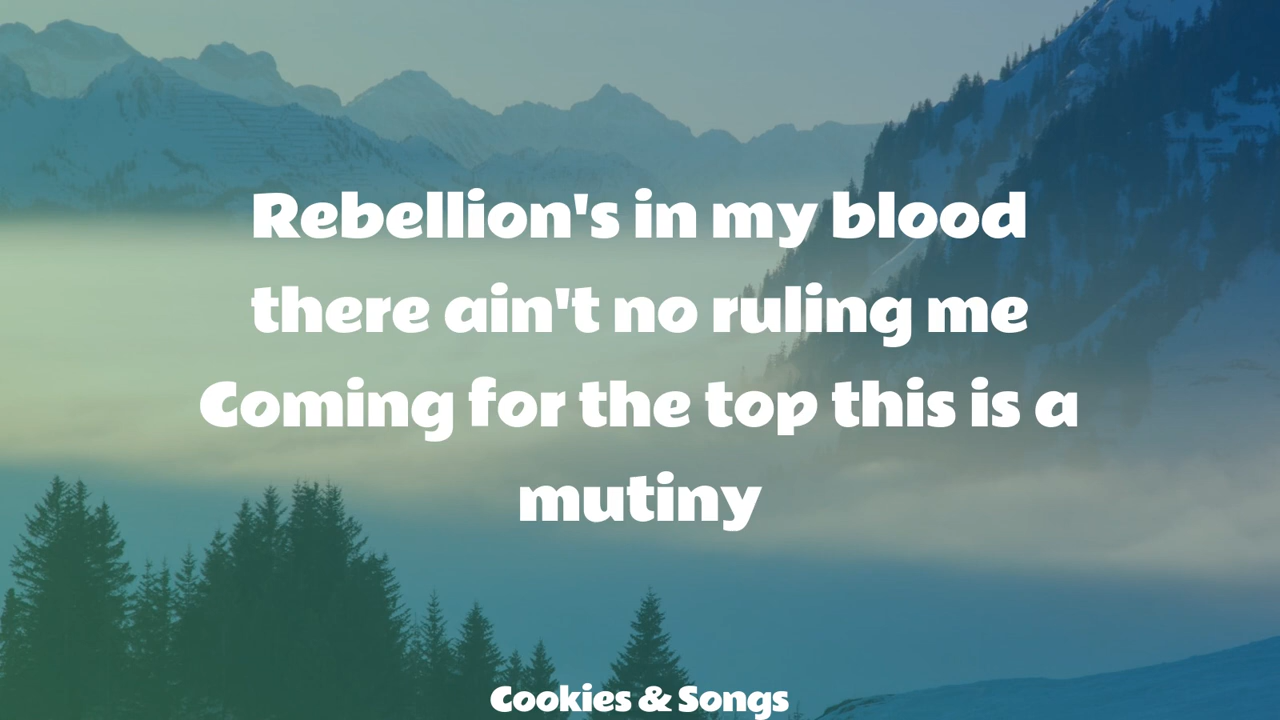 Rebellion's in my blood
there ain't no ruling me
Coming for the top this is a
mutiny
Cookies & Songs